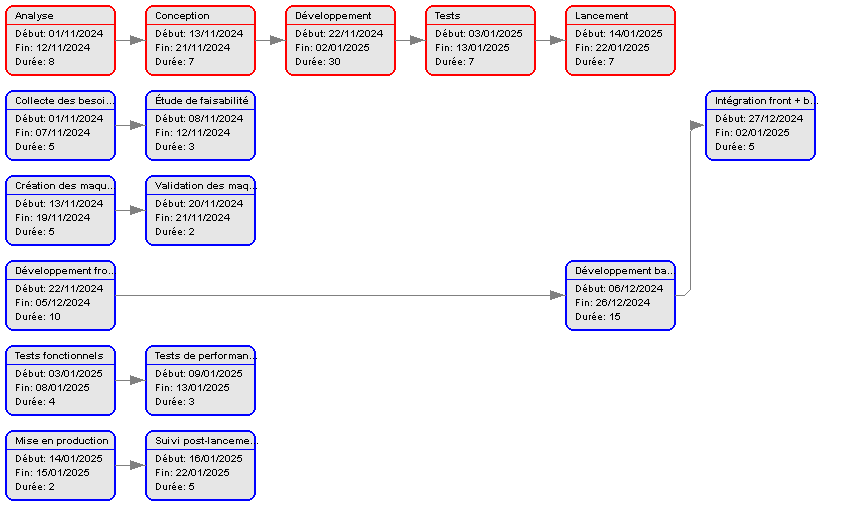 Analyse
Début: 01/11/2024
Fin: 12/11/2024
Durée: 8
Conception
Début: 13/11/2024
Fin: 21/11/2024
Durée: 7
Développement
Début: 22/11/2024
Fin: 02/01/2025
Durée: 30
Tests
Début: 03/01/2025
Fin: 13/01/2025
Durée: 7
Lancement
Début: 14/01/2025
Fin: 22/01/2025
Durée: 7
Collecte des besoi...
Début: 01/11/2024
Fin: 07/11/2024
Durée: 5
Étude de faisabilité
Début: 08/11/2024
Fin: 12/11/2024
Durée: 3
Intégration front + b...
Début: 27/12/2024
Fin: 02/01/2025
Durée: 5
Création des maqu...
Début: 13/11/2024
Fin: 19/11/2024
Durée: 5
Validation des maq...
Début: 20/11/2024
Fin: 21/11/2024
Durée: 2
Développement fro...
Début: 22/11/2024
Fin: 05/12/2024
Durée: 10
Développement ba...
Début: 06/12/2024
Fin: 26/12/2024
Durée: 15
Tests fonctionnels
Début: 03/01/2025
Fin: 08/01/2025
Durée: 4
Tests de performan...
Début: 09/01/2025
Fin: 13/01/2025
Durée: 3
Mise en production
Début: 14/01/2025
Fin: 15/01/2025
Durée: 2
Suivi post-lanceme...
Début: 16/01/2025
Fin: 22/01/2025
Durée: 5